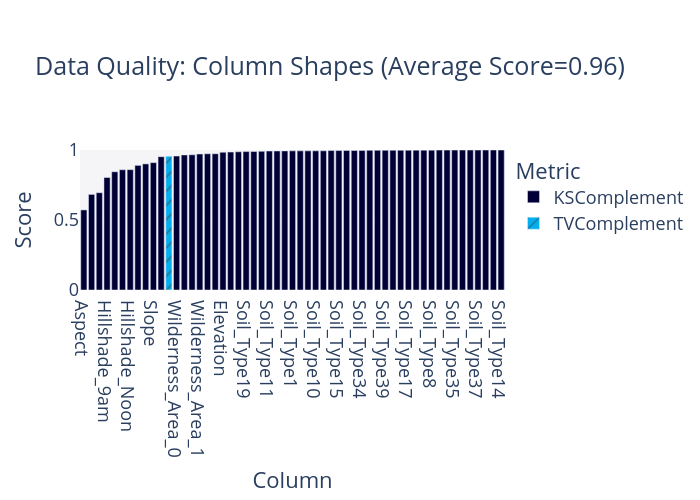 Data Quality: Column Shapes (Average Score=0.96)
1
0.5
0
Score
Metric
KSComplement
TVComplement
Aspect
Hillshade_9am
Hillshade_Noon
Slope
Wilderness_Area_0
Wilderness_Area_1
Elevation
Soil_Type19
Soil_Type11
Soil_Type1
Soil_Type10
Soil_Type15
Soil_Type34
Soil_Type39
Soil_Type17
Soil_Type8
Soil_Type35
Soil_Type37
Soil_Type14
Column